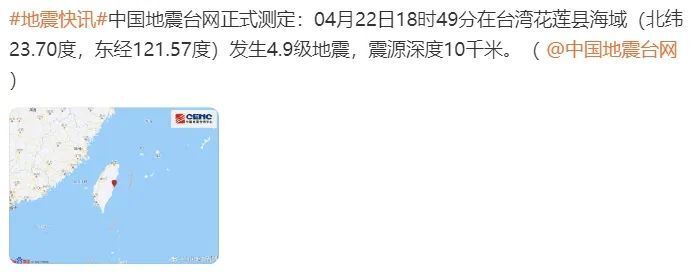 #地震快讯#中国地震台网正式测定：04月22日18时49分在台湾花莲县海域（北纬
23.70度，东经121.57度）发生4.9级地震，震源深度10千米。（ @中国地震台网
）
CENC